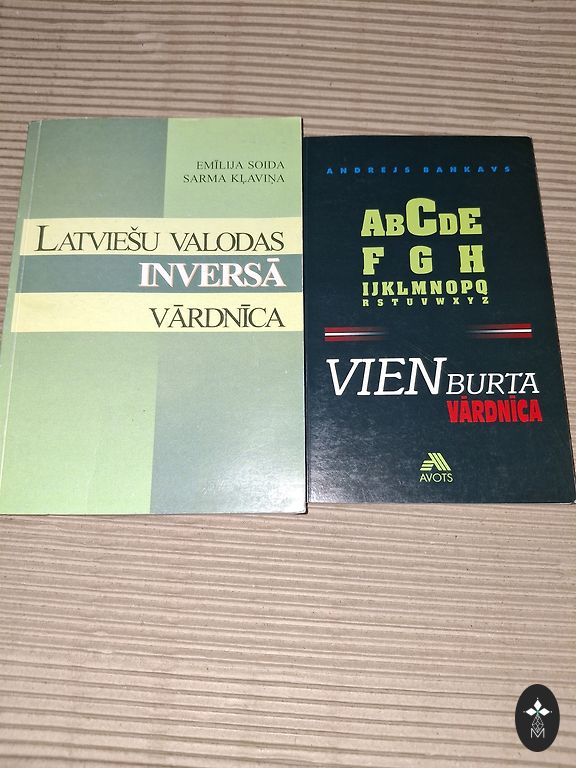 EMĪLIJA SOIDA
SARMA KĻAVIŅA
LATVIEŠU VALODAS
INVERSĀ
VĀRDNĪCA
ANDREJS BANKAVS
ABCDE
F G H
IJKLMNOPQ
RSTUVWXYZ
VIENBURTA
VĀRDNĪCA
AVOTS
M